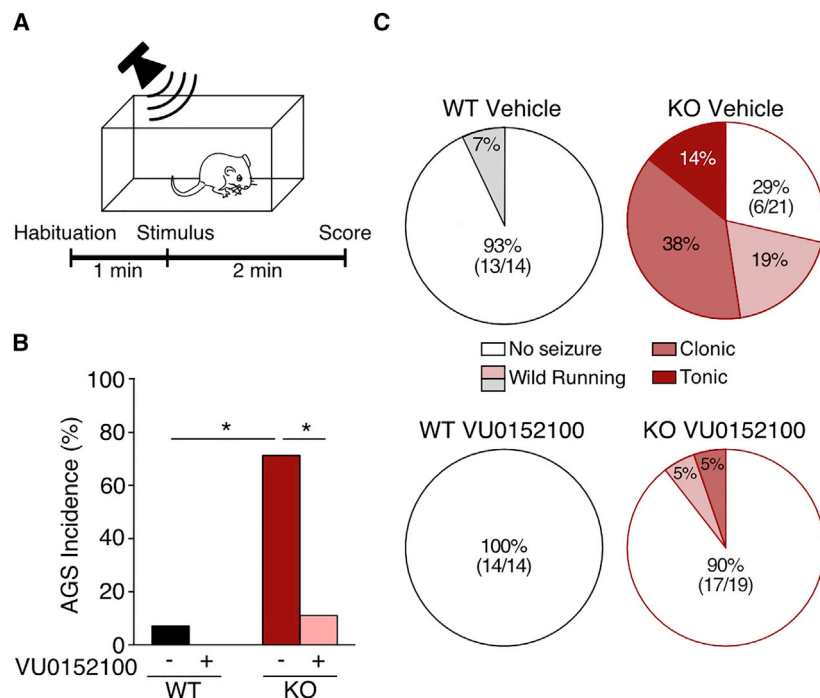 A
Habituation Stimulus Score
1 min 2 min
B
AGS Incidence (%)
100
80
60
40
20
0
* *
VU0152100 - + - +
WT KO
C
WT Vehicle KO Vehicle
7%
93%
(13/14)
14%
29%
(6/21)
38%
19%
No seizure Clonic
Wild Running Tonic
WT VU0152100 KO VU0152100
100%
(14/14)
5% 5%
90%
(17/19)